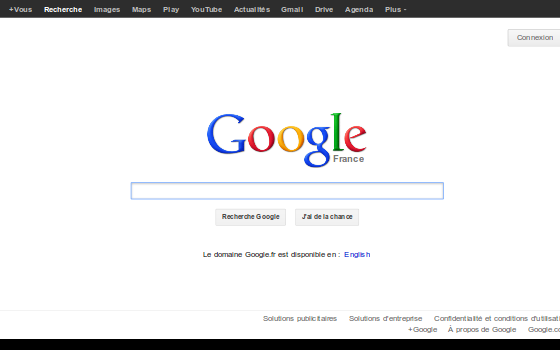 +Vous Recherche Images Maps Play YouTube Actualités Gmail Drive Agenda Plus
Connexion
Google
France
Recherche Google J'ai de la chance
Le domaine Google.fr est disponible en : English
Solutions publicitaires Solutions d'entreprise Confidentialité et conditions d'utilisati
+Google À propos de Google Google.co